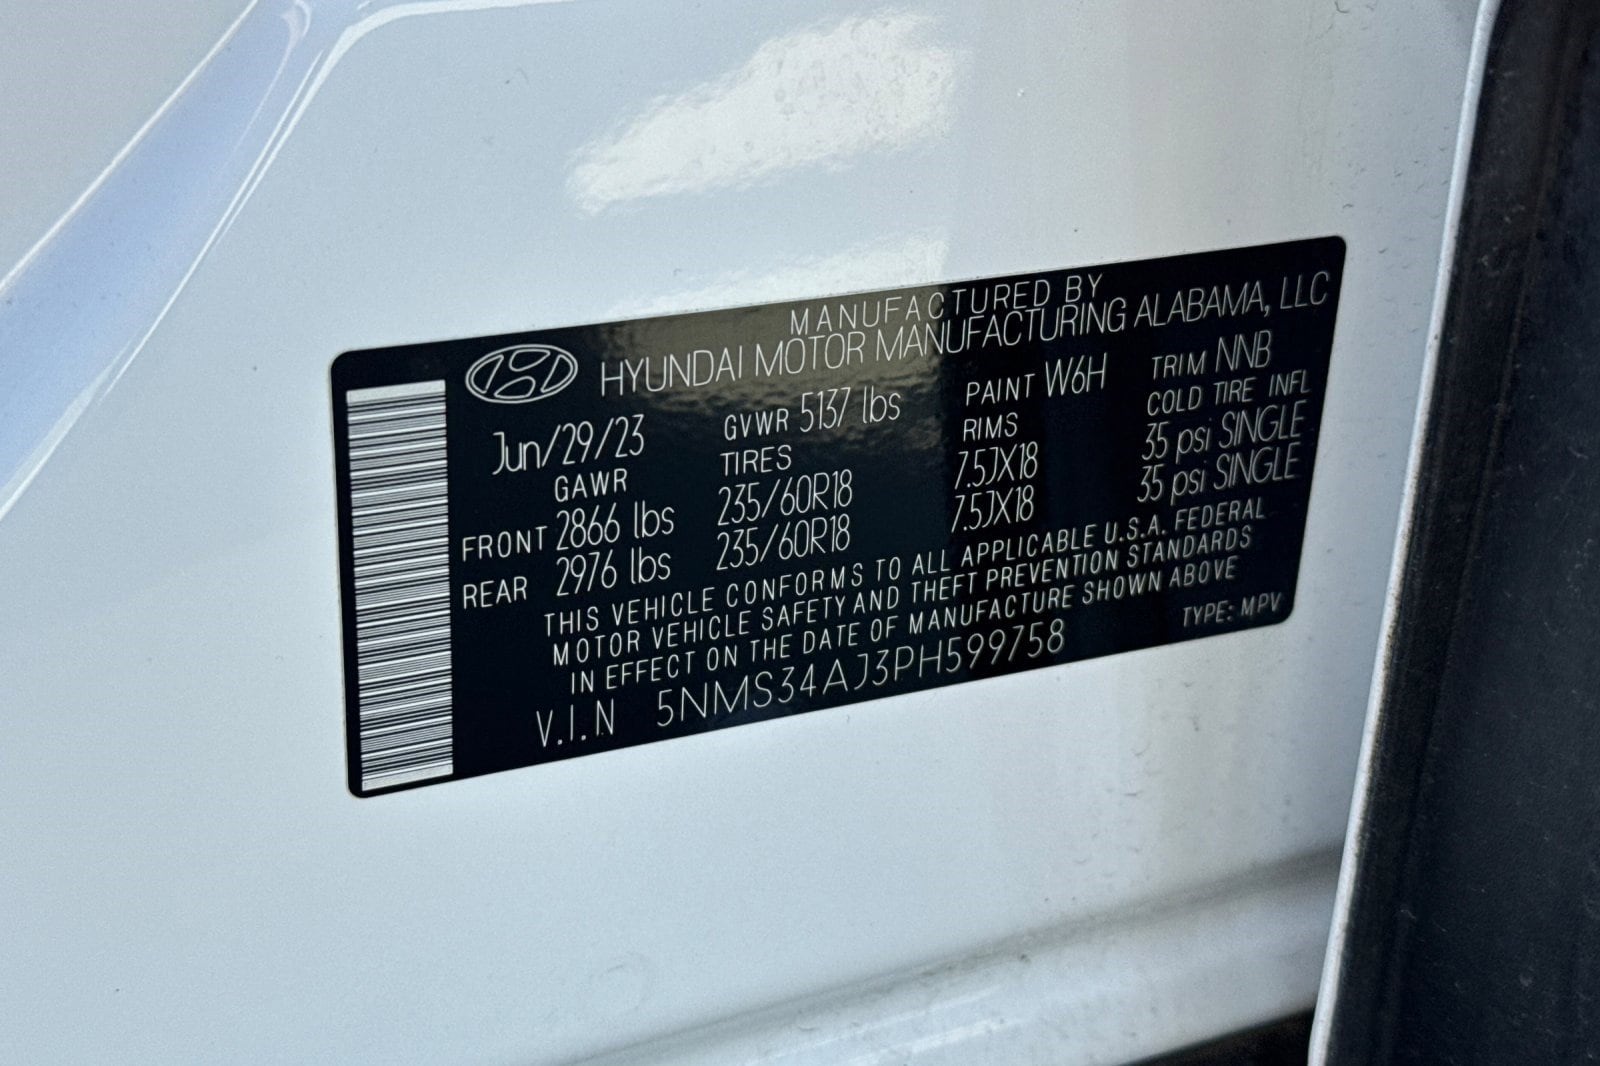 MANUFACTURED BY
HYUNDAI MOTOR MANUFACTURING ALABAMA, LLC
Jun/29/23 GVWR 5137 lbs PAINT W6H TRIM NNB
GAWR TIRES RIMS COLD TIRE INFL
FRONT 2866 lbs 235/60R18 7.5JX18 35 psi SINGLE
REAR 2976 lbs 235/60R18 7.5JX18 35 psi SINGLE
THIS VEHICLE CONFORMS TO ALL APPLICABLE U.S.A. FEDERAL
MOTOR VEHICLE SAFETY AND THEFT PREVENTION STANDARDS
IN EFFECT ON THE DATE OF MANUFACTURE SHOWN ABOVE
V.I.N 5NMS34AJ3PH599758 TYPE: MPV